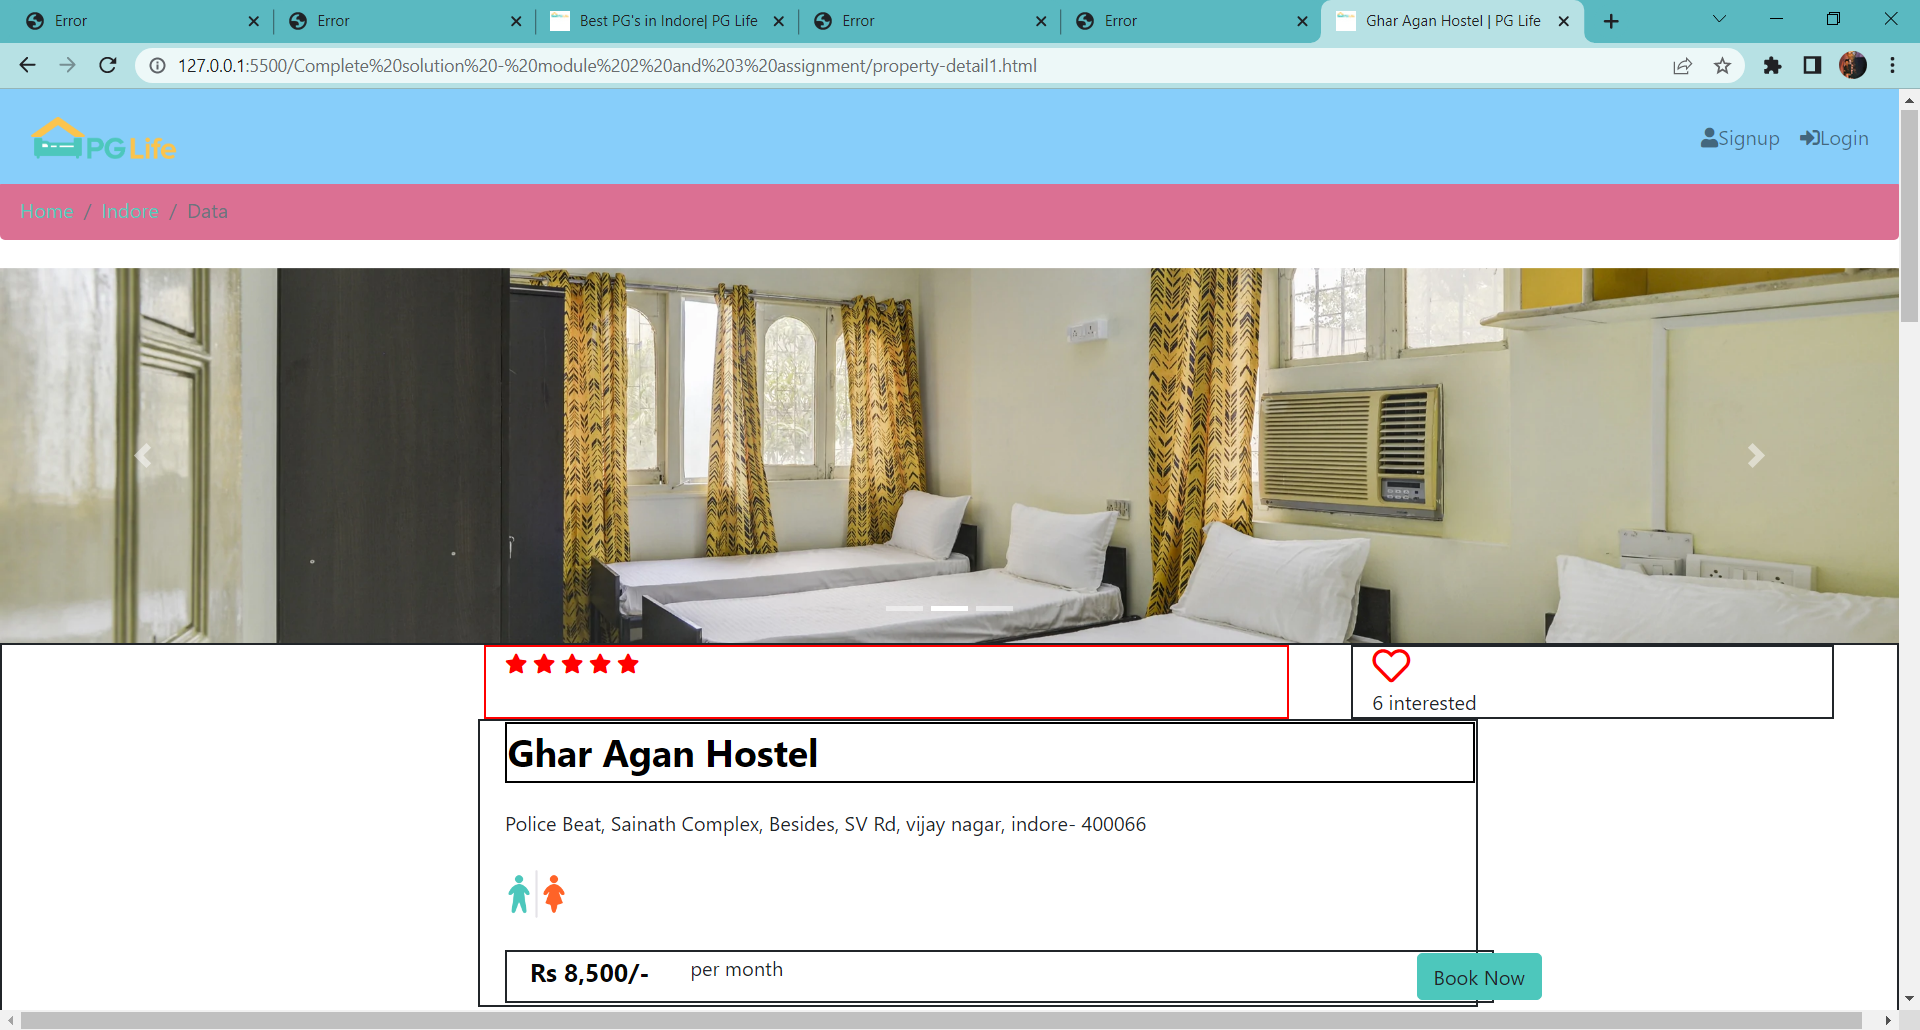 Error
Error
Best PG's in Indore| PG Life
Error
Error
Ghar Agan Hostel | PG Life
127.0.0.1:5500/Complete%20solution%20-%20module%202%20and%203%20assignment/property-detail1.html
PG Life
Signup
Login
Home / Indore / Data
6 interested
Ghar Agan Hostel
Police Beat, Sainath Complex, Besides, SV Rd, vijay nagar, indore- 400066
Rs 8,500/- per month
Book Now